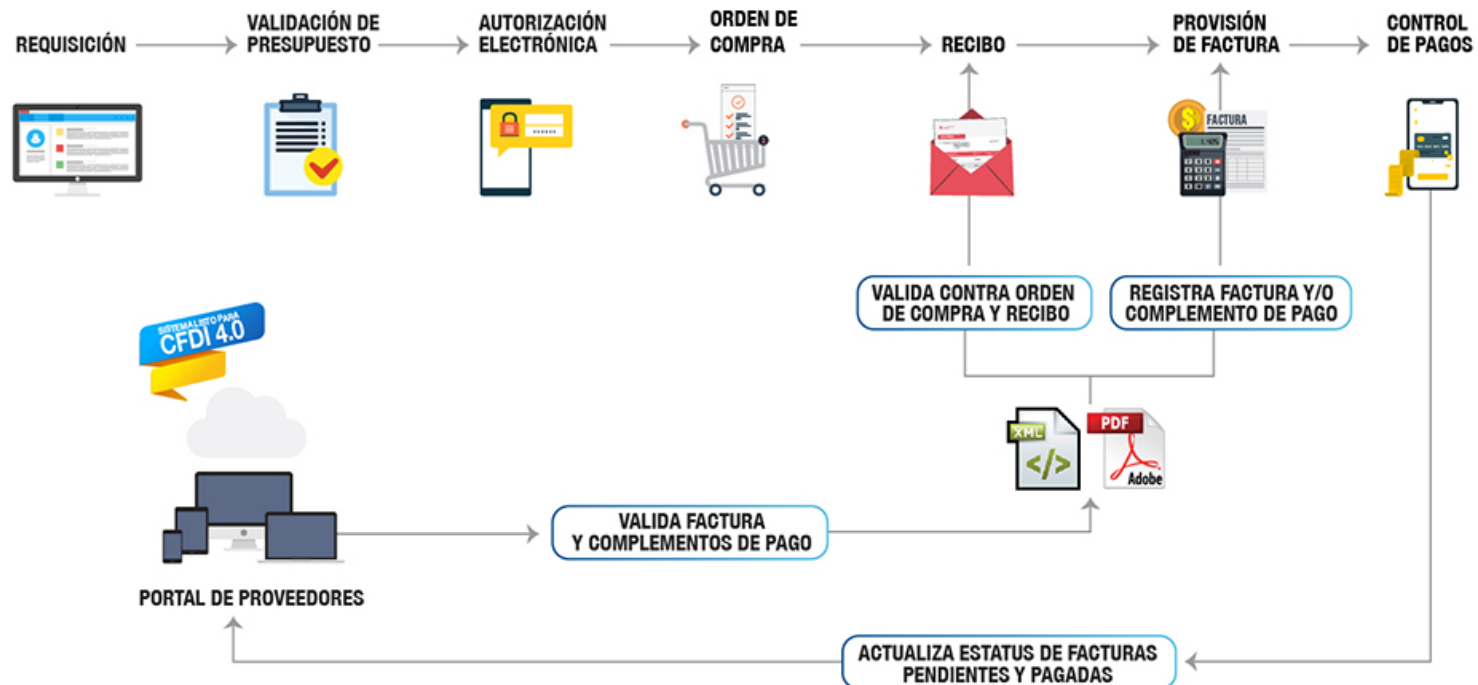 REQUISICIÓN
VALIDACIÓN DE
PRESUPUESTO
AUTORIZACIÓN
ELECTRÓNICA
ORDEN DE
COMPRA
RECIBO
PROVISIÓN
DE FACTURA
CONTROL
DE PAGOS
FACTURA
VALIDA CONTRA ORDEN
DE COMPRA Y RECIBO
REGISTRA FACTURA Y/O
COMPLEMENTO DE PAGO
SISTEMA LISTO PARA
CFDI 4.0
XML
</>
PDF
Adobe
VALIDA FACTURA
Y COMPLEMENTOS DE PAGO
PORTAL DE PROVEEDORES
ACTUALIZA ESTATUS DE FACTURAS
PENDIENTES Y PAGADAS